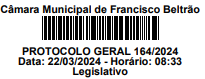 Câmara Municipal de Francisco Beltrão
PROTOCOLO GERAL 164/2024
Data: 22/03/2024 - Horário: 08:33
Legislativo